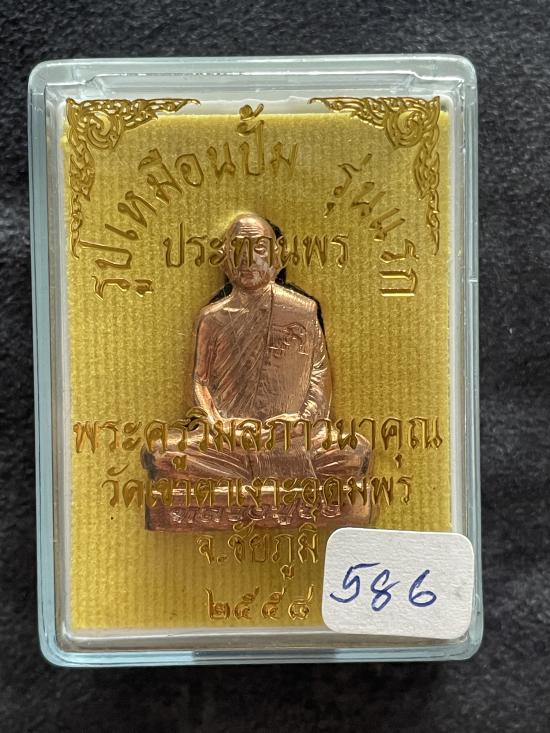 รูปเหมือนปั้ม รุ่นแรก
ประทานพร
พระครูวิมลภาวนาคุณ
วัดเขาตาเงาะอุดมพร
จ.ชัยภูมิ
๒๕๕๘
586